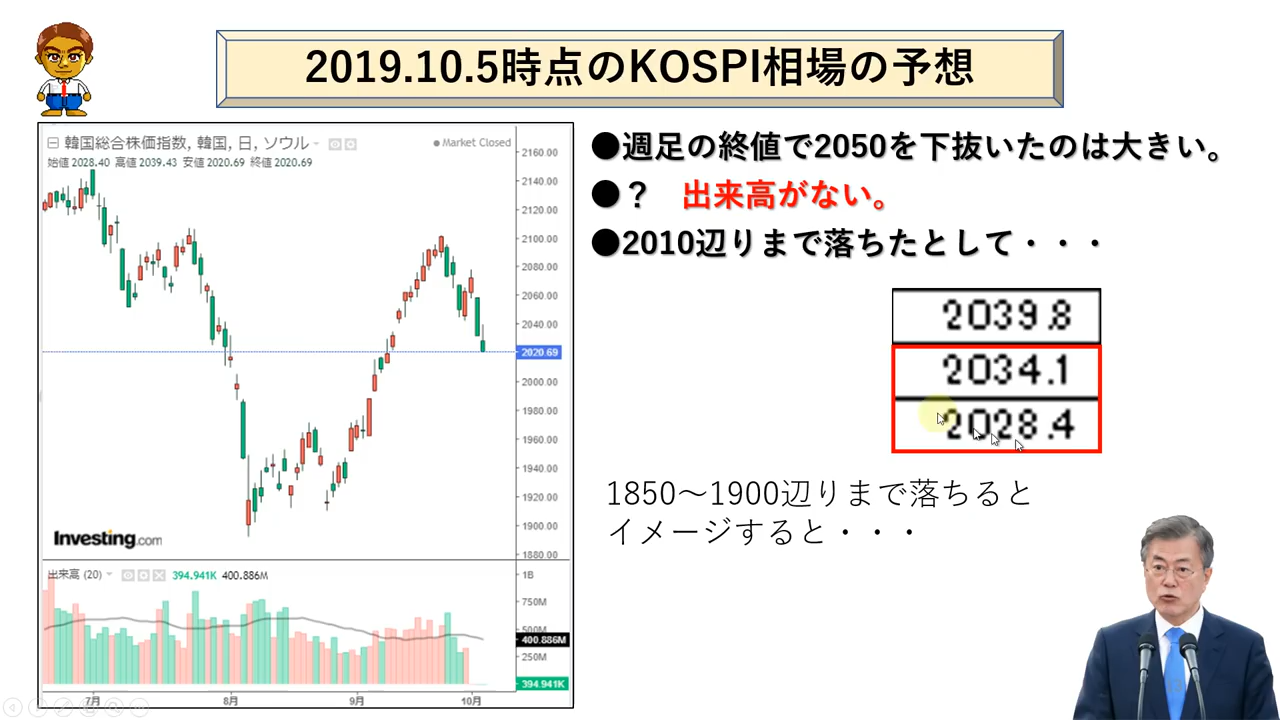 2019.10.5時点のKOSPI相場の予想
韓国総合株価指数, 韓国, 日, ソウル
Market Closed
始値 2028.40 高値 2039.43 安値 2020.69 終値 2020.69
2160.00
2140.00
2120.00
2100.00
2080.00
2060.00
2040.00
2020.69
2000.00
1980.00
1960.00
1940.00
1920.00
1900.00
1880.00
Investing.com
出来高 (20) 394.941K 400.886M
1B
750M
500M
400.886M
250M
394.941K
7月 8月 9月 10月
●週足の終値で2050を下抜いたのは大きい。
●？ 出来高がない。
●2010辺りまで落ちたとして・・・
2039.8
2034.1
2028.4
1850～1900辺りまで落ちると
イメージすると・・・